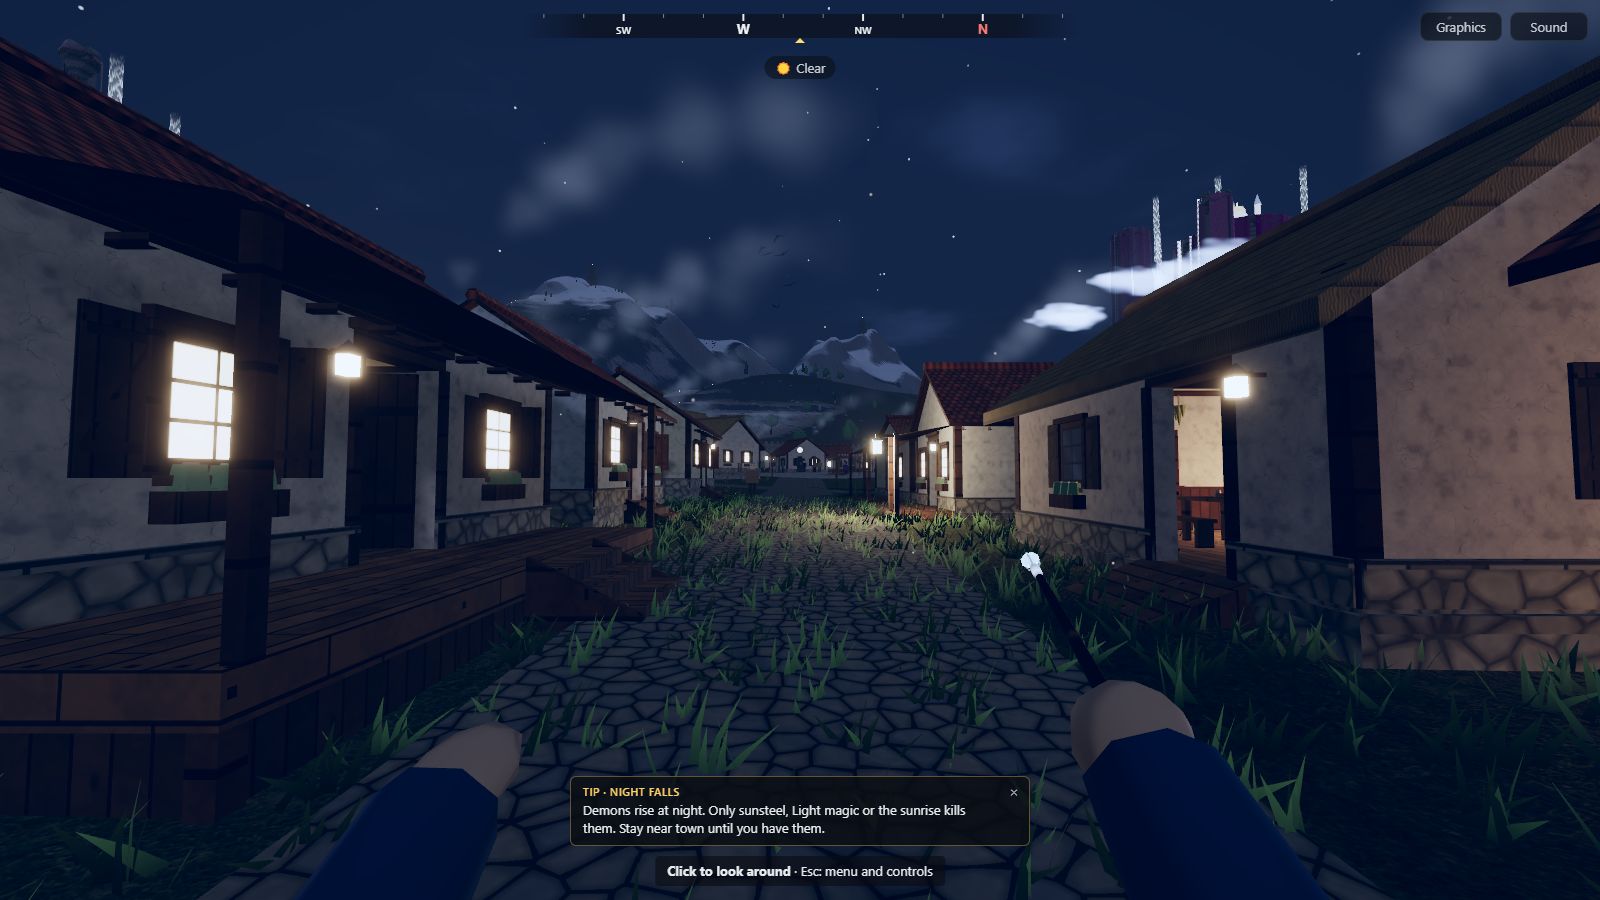 SW W NW N
Graphics Sound
Clear
TIP · NIGHT FALLS ×
Demons rise at night. Only sunsteel, Light magic or the sunrise kills
them. Stay near town until you have them.
Click to look around · Esc: menu and controls